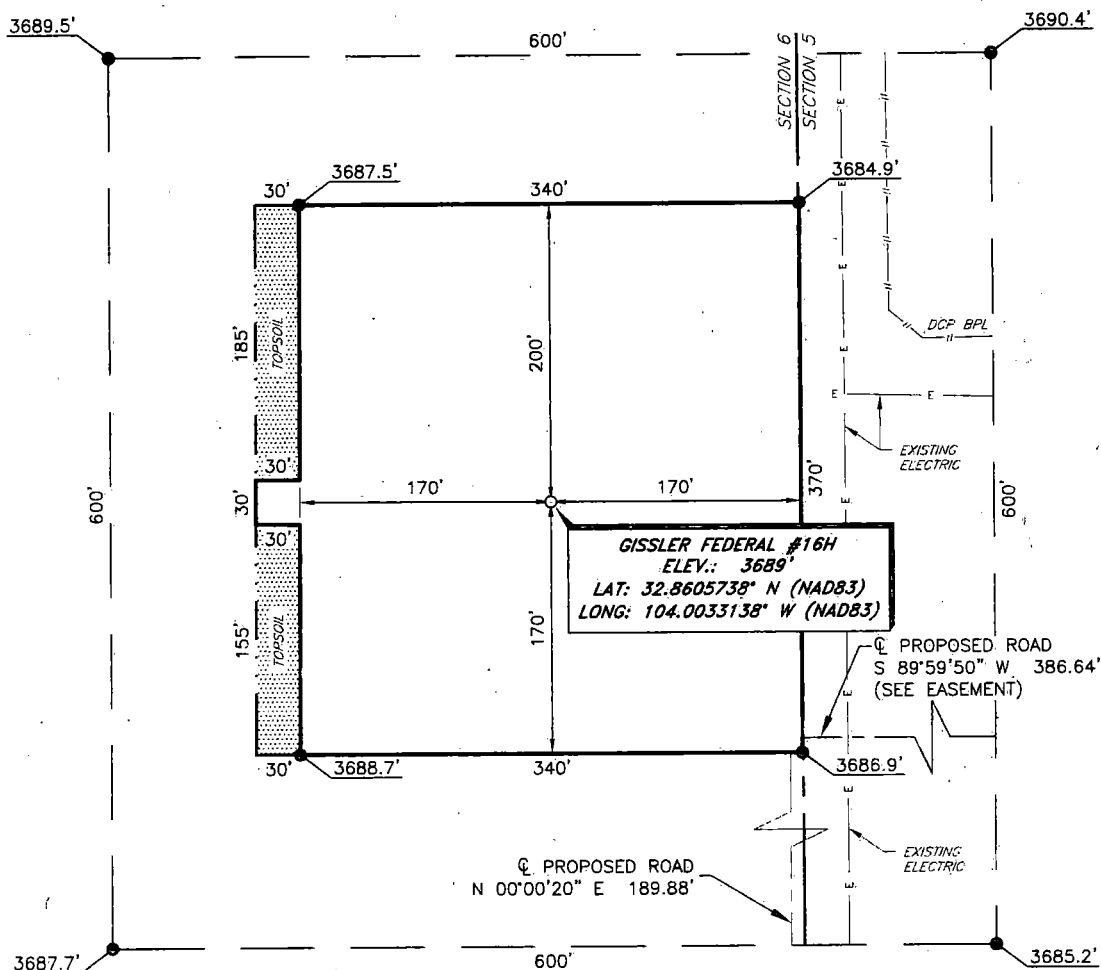 3689.5'
600'
3690.4'
SECTION 6
SECTION 5
30'
3687.5'
340'
3684.9'
E
E
E
E
E
E
E
E
E
DCP BPL
EXISTING
ELECTRIC
185'
TOPSOIL
200'
30'
30'
30'
170'
170'
370'
600'
600'
GISSLER FEDERAL #16H
ELEV.: 3689'
LAT: 32.8605738° N (NAD83)
LONG: 104.0033138° W (NAD83)
155'
TOPSOIL
170'
℄ PROPOSED ROAD
S 89°59'50" W 386.64'
(SEE EASEMENT)
30'
3688.7'
340'
3686.9'
EXISTING
ELECTRIC
℄ PROPOSED ROAD
N 00°00'20" E 189.88'
3687.7'
600'
3685.2'